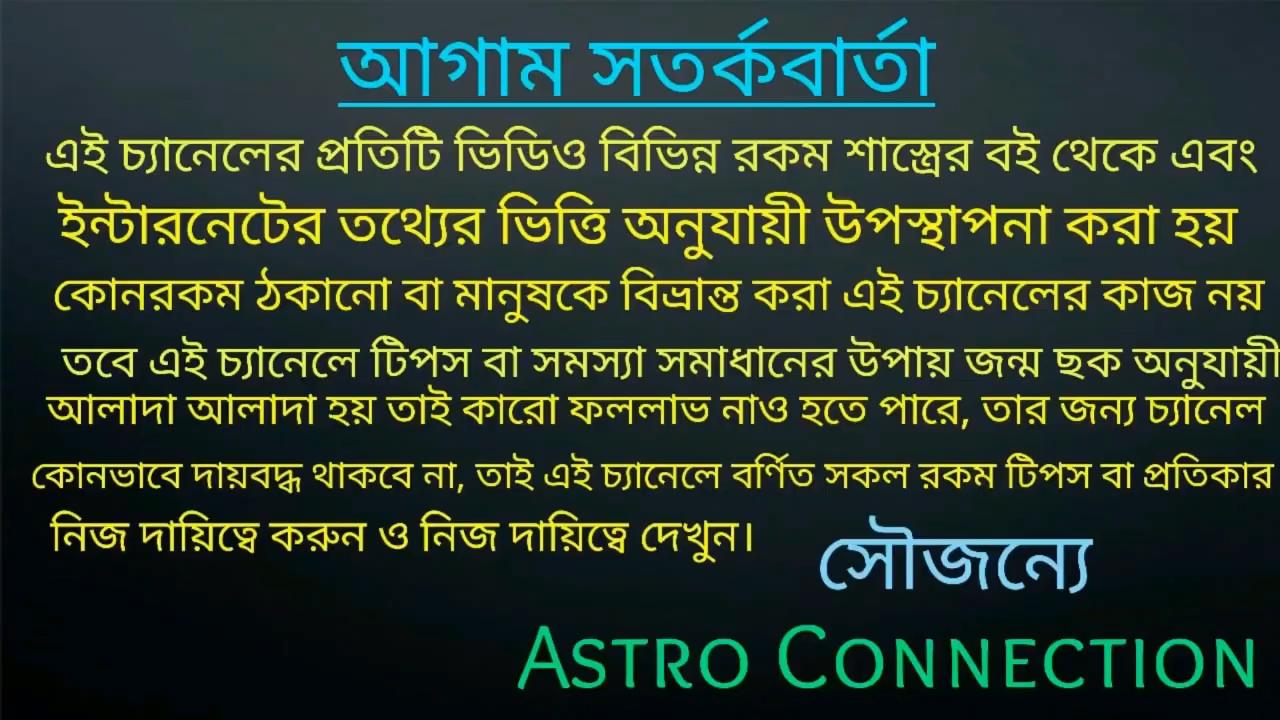 আগাম সতর্কবার্তা
এই চ্যানেলের প্রতিটি ভিডিও বিভিন্ন রকম শাস্ত্রের বই থেকে এবং
ইন্টারনেটের তথ্যের ভিত্তি অনুযায়ী উপস্থাপনা করা হয়
কোনরকম ঠকানো বা মানুষকে বিভ্রান্ত করা এই চ্যানেলের কাজ নয়
তবে এই চ্যানেলে টিপস বা সমস্যা সমাধানের উপায় জন্ম ছক অনুযায়ী
আলাদা আলাদা হয় তাই কারো ফললাভ নাও হতে পারে, তার জন্য চ্যানেল
কোনভাবে দায়বদ্ধ থাকবে না, তাই এই চ্যানেলে বর্ণিত সকল রকম টিপস বা প্রতিকার
নিজ দায়িত্বে করুন ও নিজ দায়িত্বে দেখুন।
সৌজন্যে
ASTRO CONNECTION